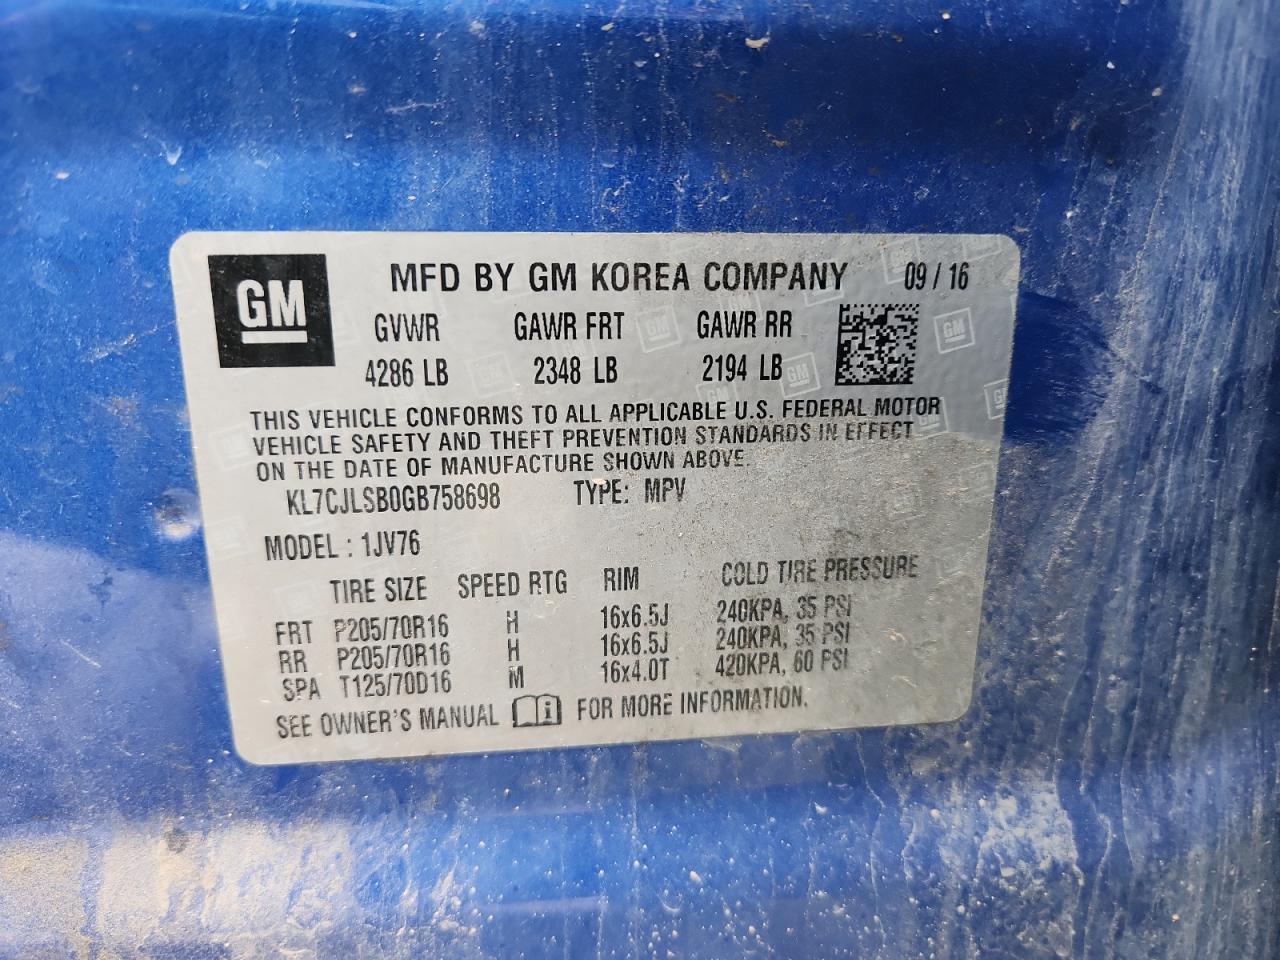 GM MFD BY GM KOREA COMPANY 09 / 16
GVWR GAWR FRT GAWR RR
4286 LB 2348 LB 2194 LB
THIS VEHICLE CONFORMS TO ALL APPLICABLE U.S. FEDERAL MOTOR
VEHICLE SAFETY AND THEFT PREVENTION STANDARDS IN EFFECT
ON THE DATE OF MANUFACTURE SHOWN ABOVE.
KL7CJLSB0GB758698 TYPE: MPV
MODEL : 1JV76
TIRE SIZE SPEED RTG RIM COLD TIRE PRESSURE
FRT P205/70R16 H 16x6.5J 240KPA, 35 PSI
RR P205/70R16 H 16x6.5J 240KPA, 35 PSI
SPA T125/70D16 M 16x4.0T 420KPA, 60 PSI
SEE OWNER'S MANUAL FOR MORE INFORMATION.